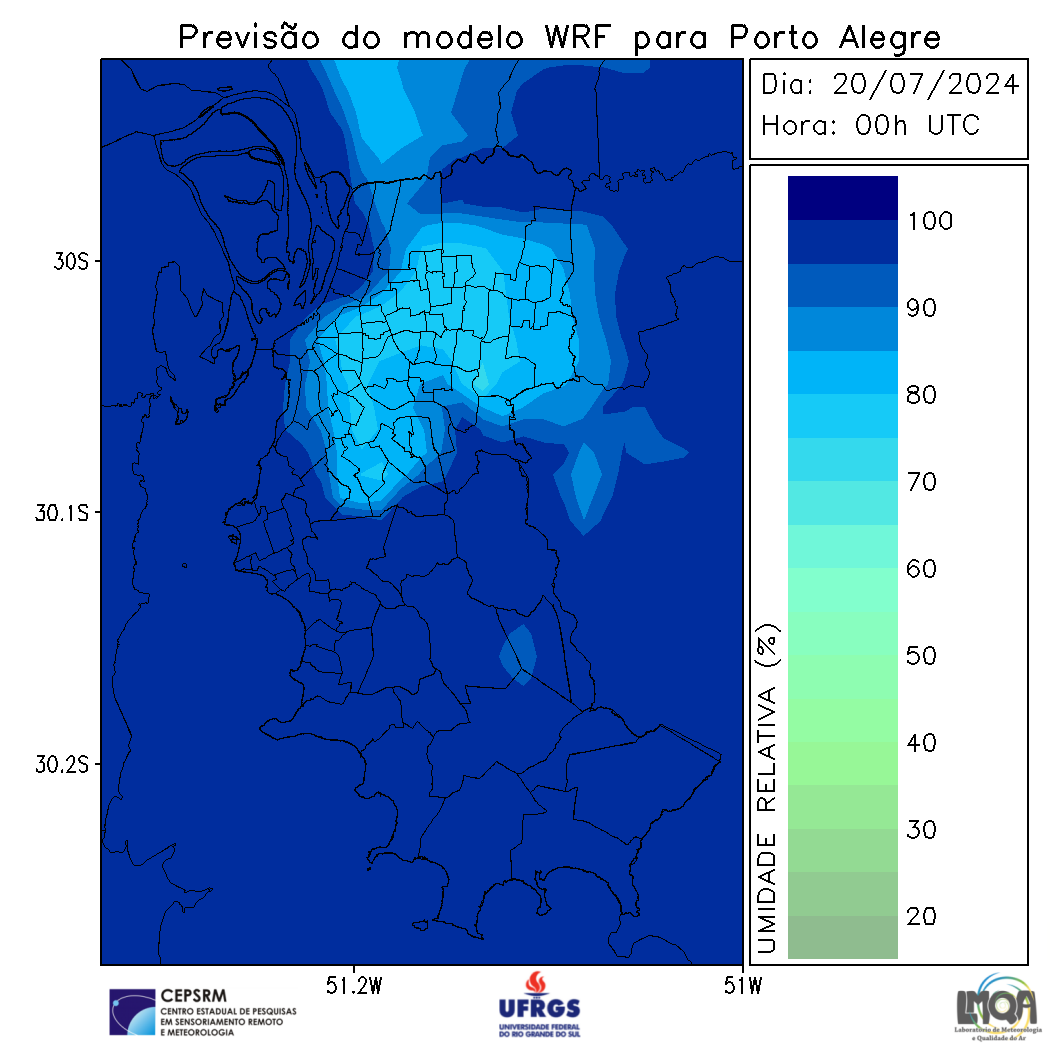 Previsão do modelo WRF para Porto Alegre
Dia: 20/07/2024
Hora: 00h UTC
30S
30.1S
30.2S
51.2W
51W
100
90
80
70
60
50
40
30
20
UMIDADE RELATIVA (%)
CEPSRM
CENTRO ESTADUAL DE PESQUISAS
EM SENSORIAMENTO REMOTO
E METEOROLOGIA
UFRGS
UNIVERSIDADE FEDERAL
DO RIO GRANDE DO SUL
LMQA
Laboratório de Meteorologia
e Qualidade do Ar